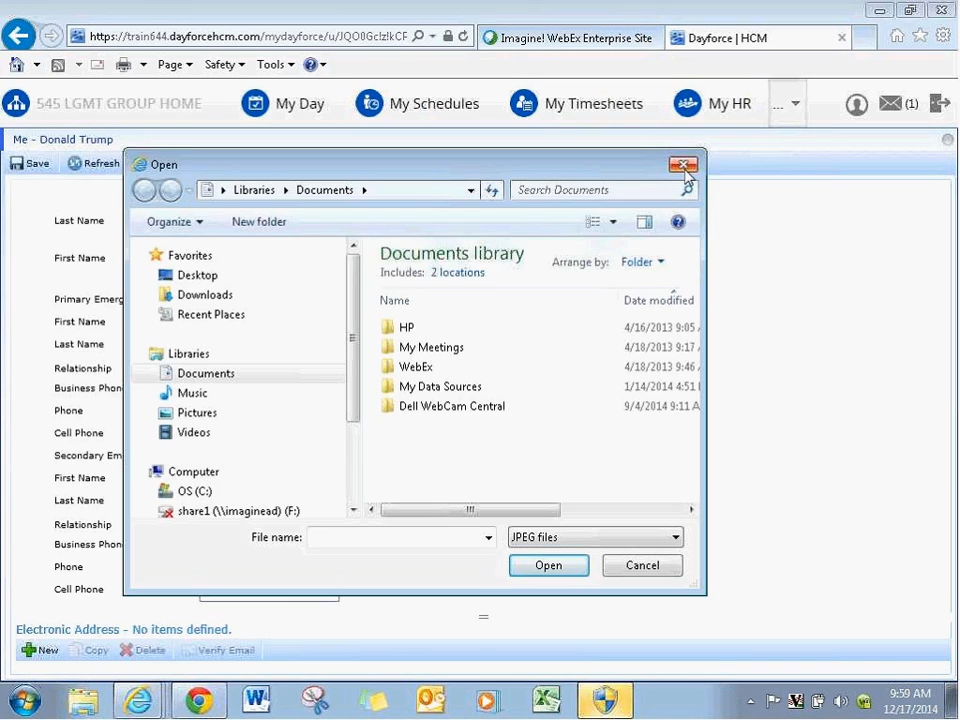 https://train644.dayforcehcm.com/mydayforce/u/
Imagine! WebEx Enterprise Site
Dayforce | HCM
Page
Safety
Tools
545 LGMT GROUP HOME
My Day
My Schedules
My Timesheets
My HR
...
(1)
Me - Donald Trump
Save
Refresh
Open
Libraries
Documents
Search Documents
Organize
New folder
Last Name
First Name
Primary Emerg
First Name
Last Name
Relationship
Business Phon
Phone
Cell Phone
Secondary Em
First Name
Last Name
Relationship
Business Phon
Phone
Cell Phone
Favorites
Desktop
Downloads
Recent Places
Libraries
Documents
Music
Pictures
Videos
Computer
OS (C:)
share1 (\\imaginead) (F:)
Documents library
Includes: 2 locations
Arrange by: Folder
Name
Date modified
HP
4/16/2013 9:05
My Meetings
4/18/2013 9:17
WebEx
4/18/2013 9:46
My Data Sources
1/14/2014 4:51
Dell WebCam Central
9/4/2014 9:11
File name:
JPEG files
Open
Cancel
Electronic Address - No items defined.
New
Copy
Delete
Verify Email
9:59 AM
12/17/2014